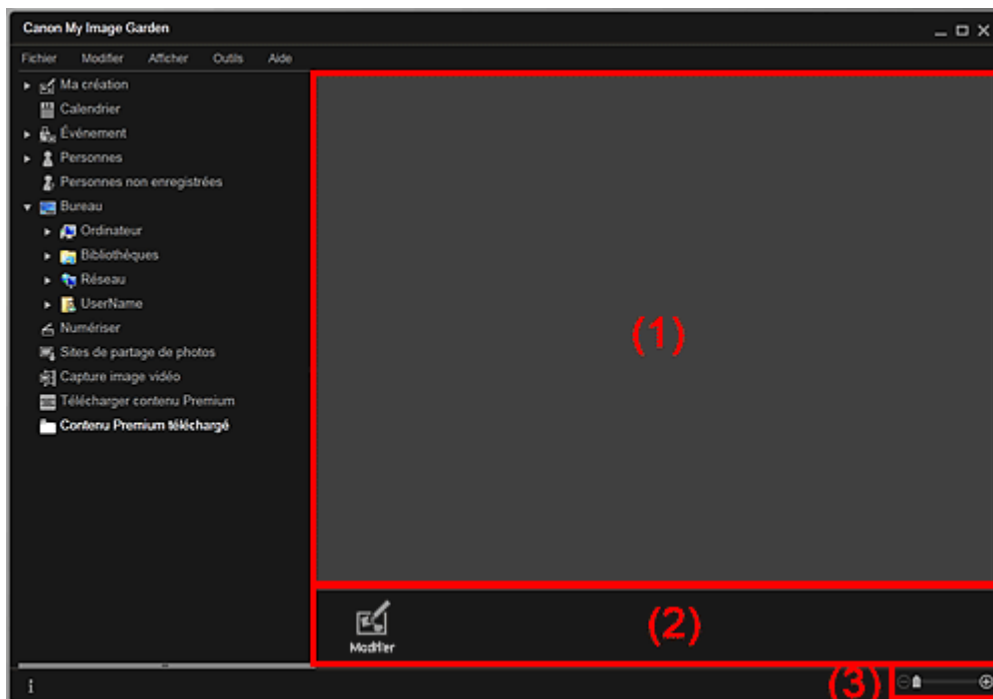 Canon My Image Garden
Fichier Modifier Afficher Outils Aide
Ma création
Calendrier
Événement
Personnes
Personnes non enregistrées
Bureau
Ordinateur
Bibliothèques
Réseau
UserName
Numériser
Sites de partage de photos
Capture image vidéo
Télécharger contenu Premium
Contenu Premium téléchargé
(1)
(2)
Modifier
(3)